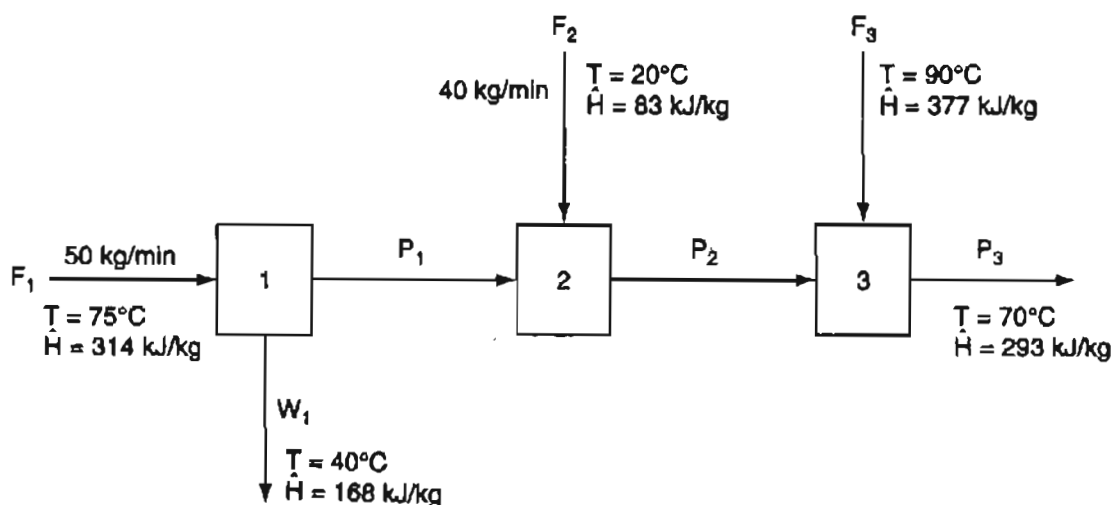 F₂
F₃
40 kg/min
T = 20°C
Ĥ = 83 kJ/kg
T = 90°C
Ĥ = 377 kJ/kg
F₁
50 kg/min
1
P₁
2
P₂
3
P₃
T = 75°C
Ĥ = 314 kJ/kg
T = 70°C
Ĥ = 293 kJ/kg
W₁
T = 40°C
Ĥ = 168 kJ/kg